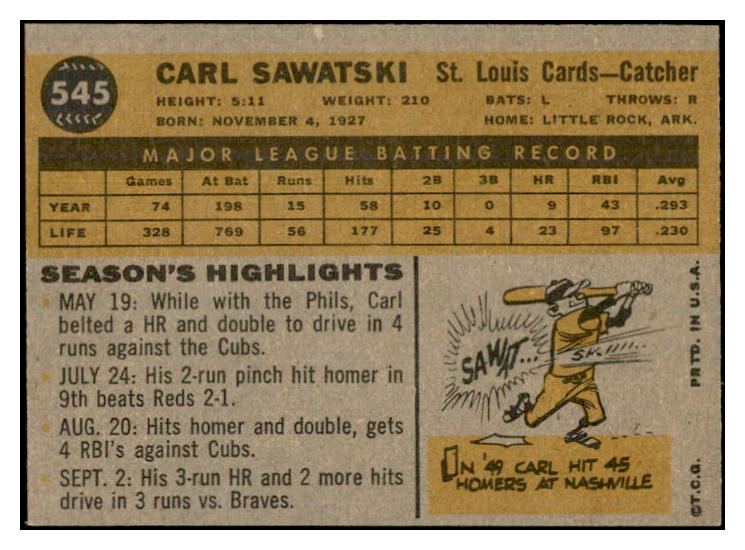 545
CARL SAWATSKI St. Louis Cards—Catcher
HEIGHT: 5:11 WEIGHT: 210 BATS: L THROWS: R
BORN: NOVEMBER 4, 1927 HOME: LITTLE ROCK, ARK.
MAJOR LEAGUE BATTING RECORD
Games At Bat Runs Hits 2B 3B HR RBI Avg
YEAR 74 198 15 58 10 0 9 43 .293
LIFE 328 769 56 177 25 4 23 97 .230
SEASON'S HIGHLIGHTS
MAY 19: While with the Phils, Carl
belted a HR and double to drive in 4
runs against the Cubs.
JULY 24: His 2-run pinch hit homer in
9th beats Reds 2-1.
AUG. 20: Hits homer and double, gets
4 RBI's against Cubs.
SEPT. 2: His 3-run HR and 2 more hits
drive in 3 runs vs. Braves.
SAWAT...
SK.!!!!..
IN '49 CARL HIT 45
HOMERS AT NASHVILLE
©T.C.G. PRTD. IN U.S.A.